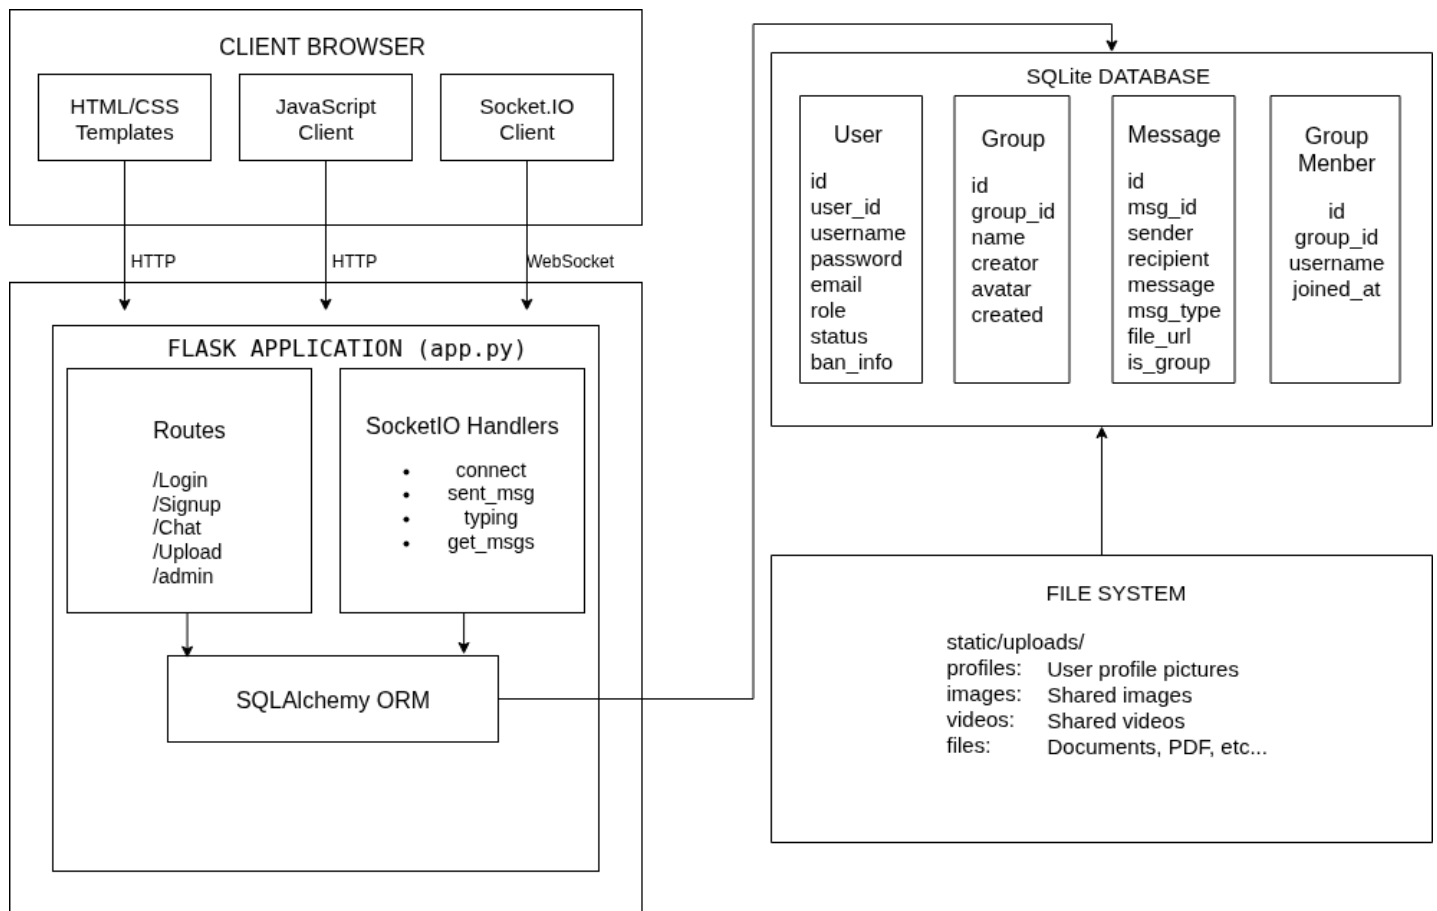 CLIENT BROWSER
HTML/CSS
Templates
JavaScript
Client
Socket.IO
Client
HTTP
HTTP
WebSocket
FLASK APPLICATION (app.py)
Routes
/Login
/Signup
/Chat
/Upload
/admin
SocketIO Handlers
• connect
• sent_msg
• typing
• get_msgs
SQLAlchemy ORM
SQLite DATABASE
User
id
user_id
username
password
email
role
status
ban_info
Group
id
group_id
name
creator
avatar
created
Message
id
msg_id
sender
recipient
message
msg_type
file_url
is_group
Group
Menber
id
group_id
username
joined_at
FILE SYSTEM
static/uploads/
profiles: User profile pictures
images: Shared images
videos: Shared videos
files: Documents, PDF, etc...